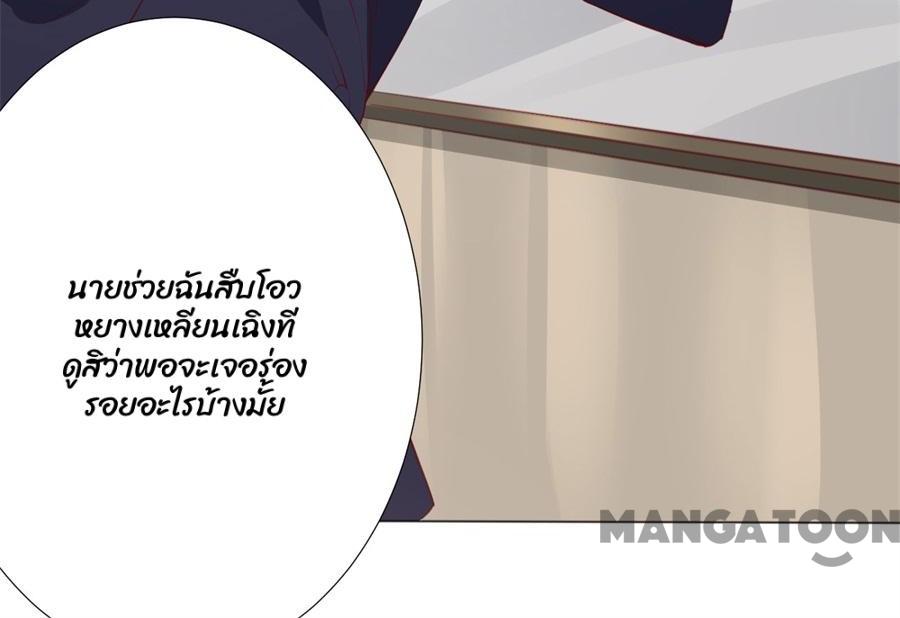 นายช่วยฉันสืบโอว
หยางเหลียนเฉิงที
ดูสิว่าพอจะเจอร่อง
รอยอะไรบ้างมั้ย
MANGATOON